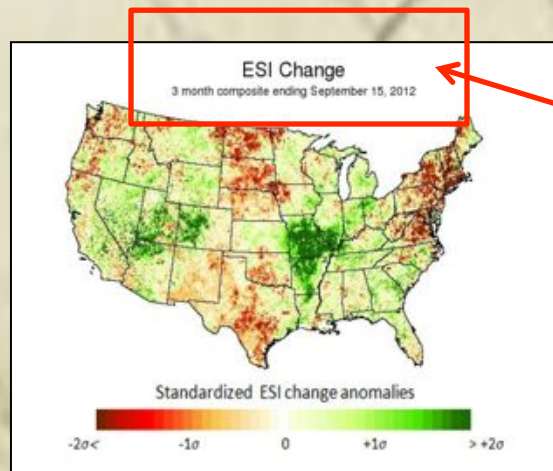 ESI Change
3 month composite ending September 15, 2012
Standardized ESI change anomalies
-2σ< -1σ 0 +1σ > +2σ